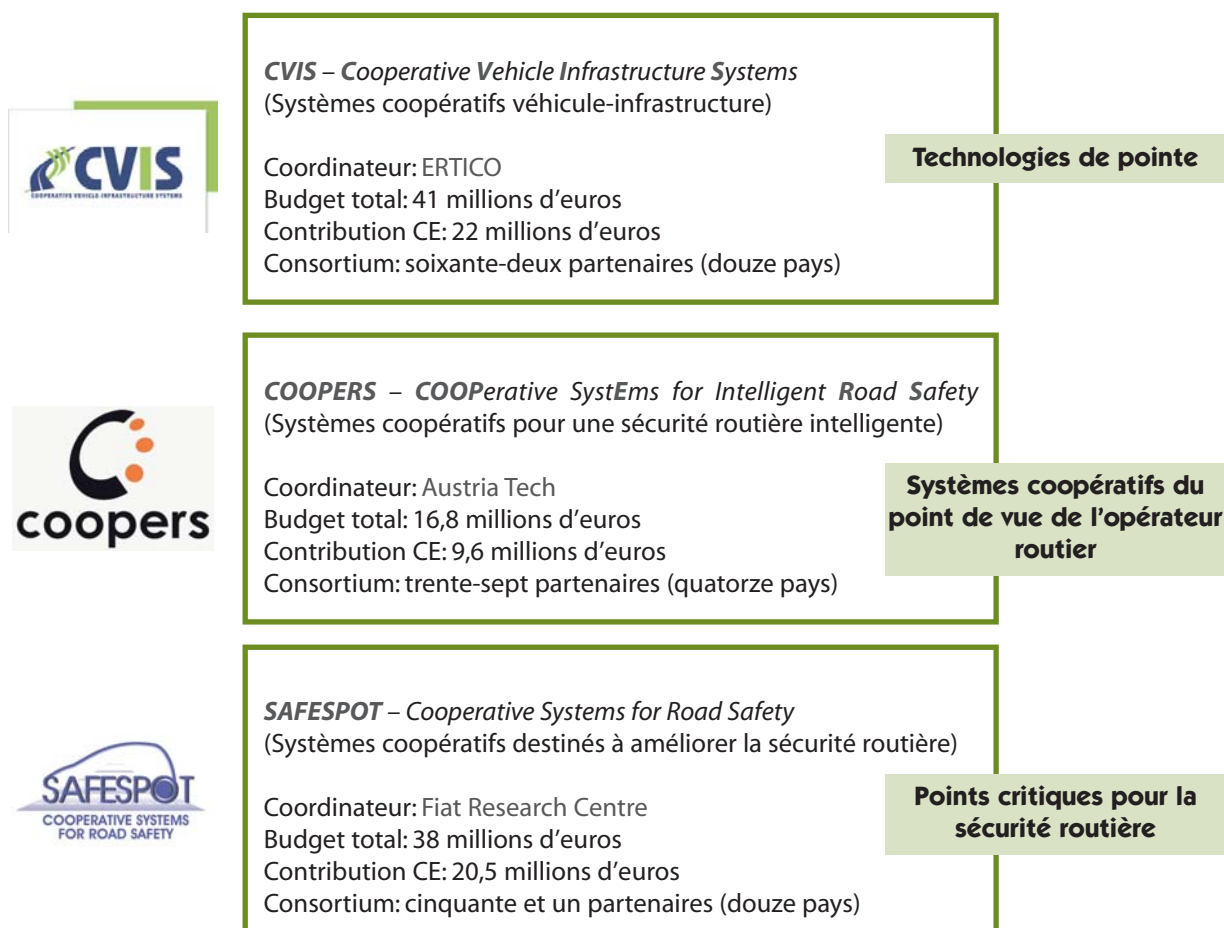 CVIS
COOPERATIVE VEHICLE-INFRASTRUCTURE SYSTEMS
CVIS – Cooperative Vehicle Infrastructure Systems
(Systèmes coopératifs véhicule-infrastructure)
Coordinateur: ERTICO
Budget total: 41 millions d'euros
Contribution CE: 22 millions d'euros
Consortium: soixante-deux partenaires (douze pays)
Technologies de pointe
coopers
COOPERS – COOPerative SystEms for Intelligent Road Safety
(Systèmes coopératifs pour une sécurité routière intelligente)
Coordinateur: Austria Tech
Budget total: 16,8 millions d'euros
Contribution CE: 9,6 millions d'euros
Consortium: trente-sept partenaires (quatorze pays)
Systèmes coopératifs du
point de vue de l'opérateur
routier
SAFESPOT
COOPERATIVE SYSTEMS
FOR ROAD SAFETY
SAFESPOT – Cooperative Systems for Road Safety
(Systèmes coopératifs destinés à améliorer la sécurité routière)
Coordinateur: Fiat Research Centre
Budget total: 38 millions d'euros
Contribution CE: 20,5 millions d'euros
Consortium: cinquante et un partenaires (douze pays)
Points critiques pour la
sécurité routière